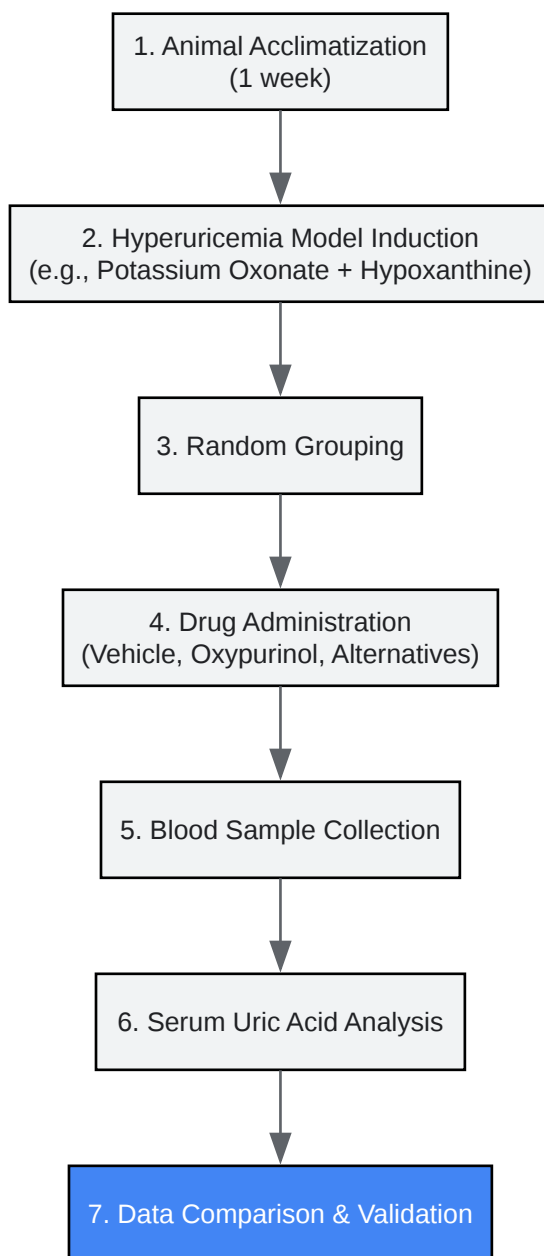 1. Animal Acclimatization
(1 week)
2. Hyperuricemia Model Induction
(e.g., Potassium Oxonate + Hypoxanthine)
3. Random Grouping
4. Drug Administration
(Vehicle, Oxypurinol, Alternatives)
5. Blood Sample Collection
6. Serum Uric Acid Analysis
7. Data Comparison & Validation